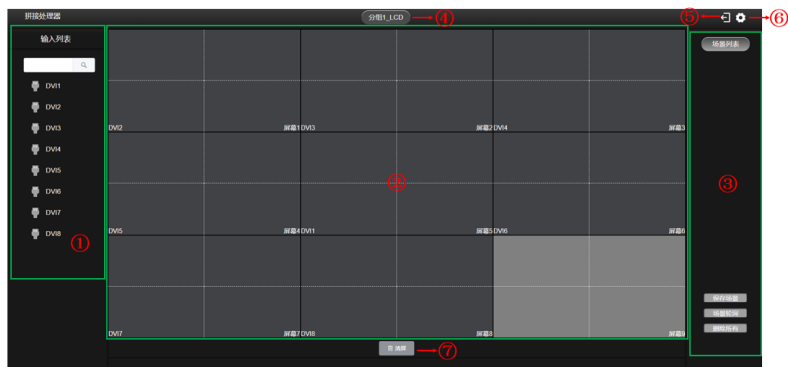 拼接处理器
分组1_LCD
④
⑤
⑥
输入列表
DVI1
DVI2
DVI3
DVI4
DVI5
DVI6
DVI7
DVI8
①
DVI2 屏幕1 DVI3 屏幕2 DVI4 屏幕3
②
DVI5 屏幕4 DVI1 屏幕5 DVI6 屏幕6
DVI7 屏幕7 DVI8 屏幕8 屏幕9
场景列表
③
保存场景
场景轮询
删除所有
清屏
⑦